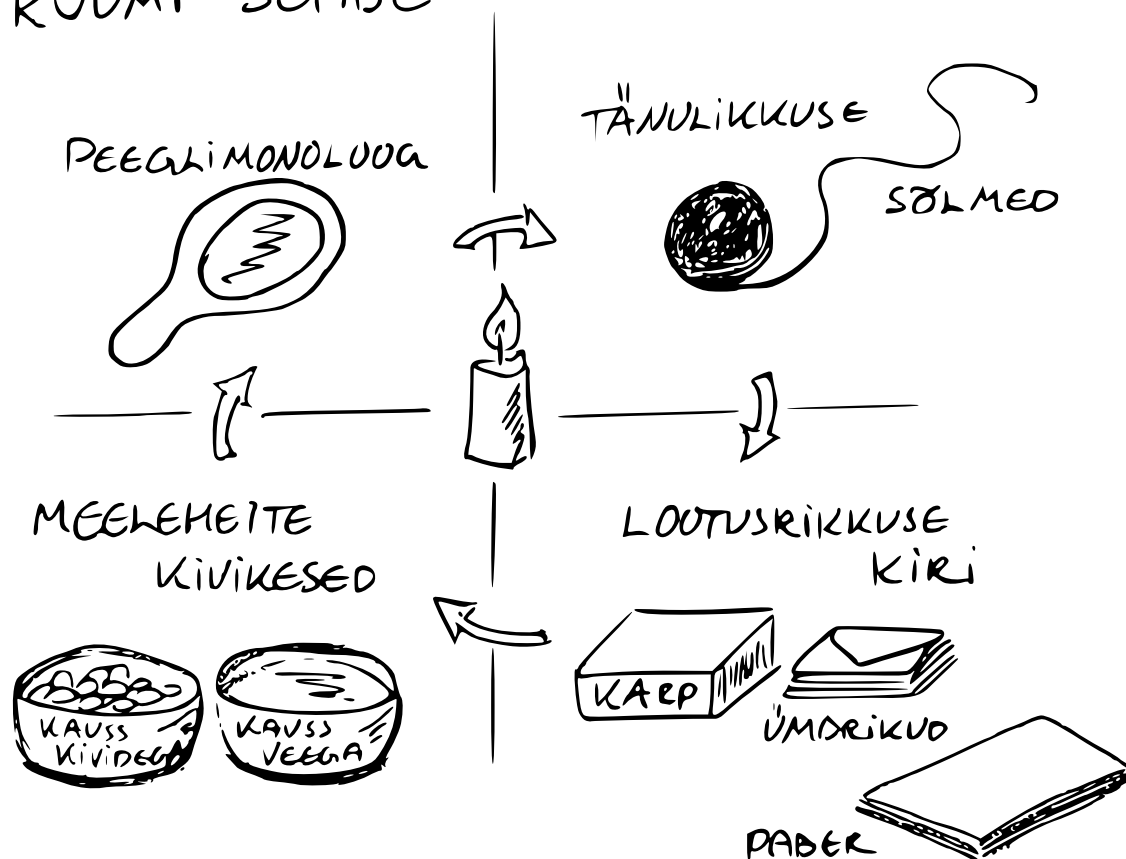 PEEGLIMONOLOOG
TÄNULIKKUSE
SÕLMED
MEELEHEITE
KIVIKESED
KAUSS
KIVIDEGA
KAUSS
VEEGA
LOOTUSRIKKUSE
KIRI
KARP
ÜMBRIKUD
PABER